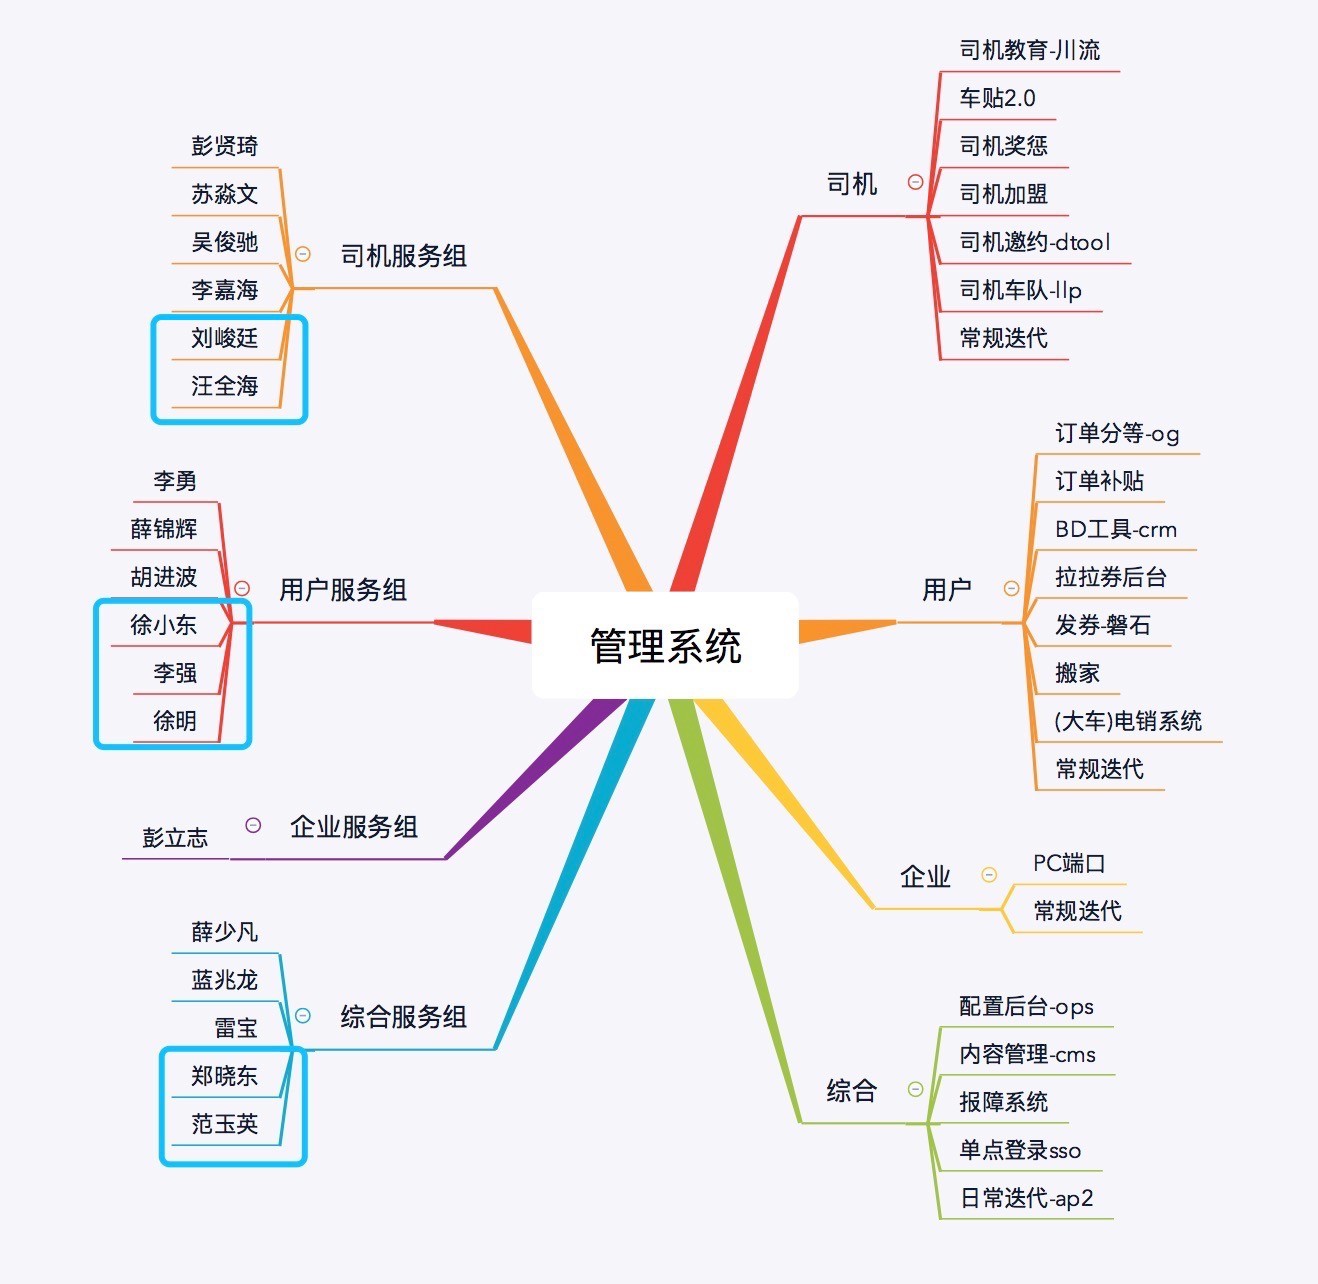 管理系统
司机
司机教育-川流
车贴2.0
司机奖惩
司机加盟
司机邀约-dtool
司机车队-llp
常规迭代
用户
订单分等-og
订单补贴
BD工具-crm
拉拉券后台
发券-磐石
搬家
(大车)电销系统
常规迭代
企业
PC端口
常规迭代
综合
配置后台-ops
内容管理-cms
报障系统
单点登录sso
日常迭代-ap2
司机服务组
彭贤琦
苏淼文
吴俊驰
李嘉海
刘峻廷
汪全海
用户服务组
李勇
薛锦辉
胡进波
徐小东
李强
徐明
企业服务组
彭立志
综合服务组
薛少凡
蓝兆龙
雷宝
郑晓东
范玉英